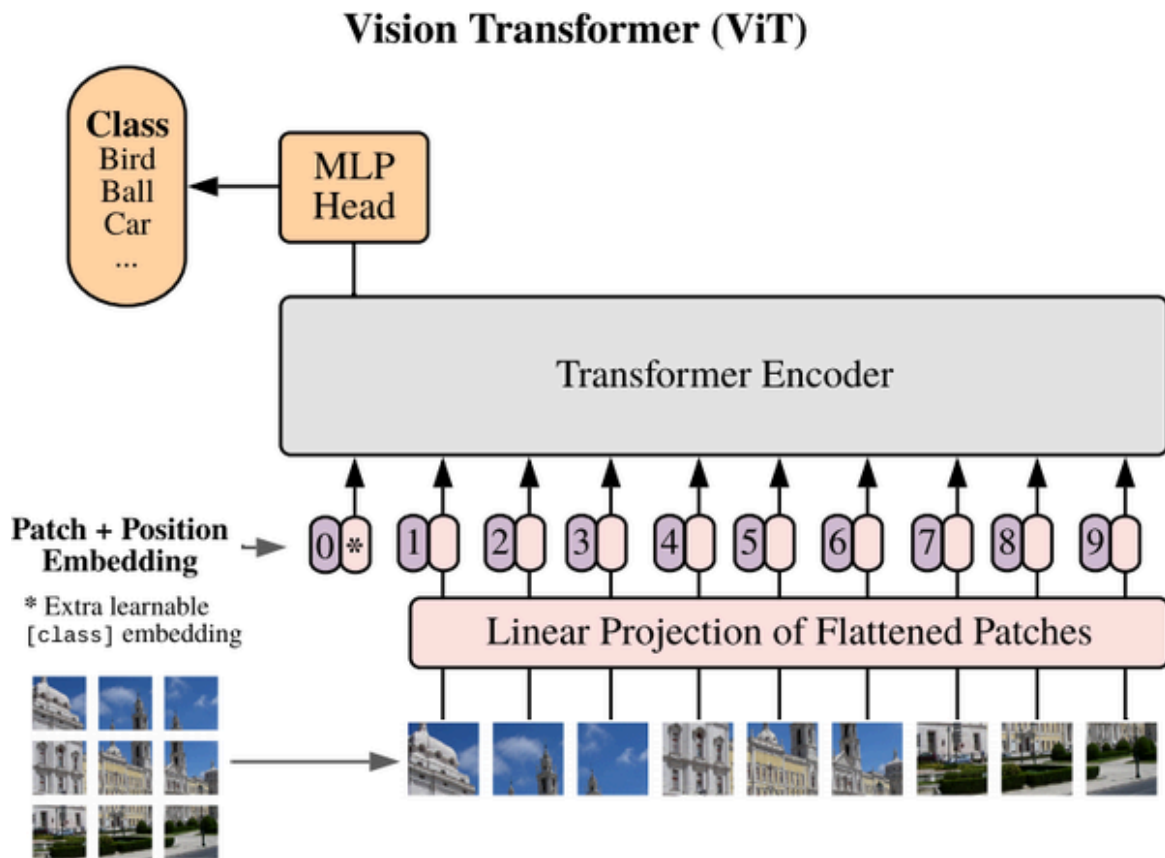 Vision Transformer (ViT)
Class
Bird
Ball
Car
...
MLP
Head
Transformer Encoder
Patch + Position
Embedding
* Extra learnable
[class] embedding
0 * 1 2 3 4 5 6 7 8 9
Linear Projection of Flattened Patches